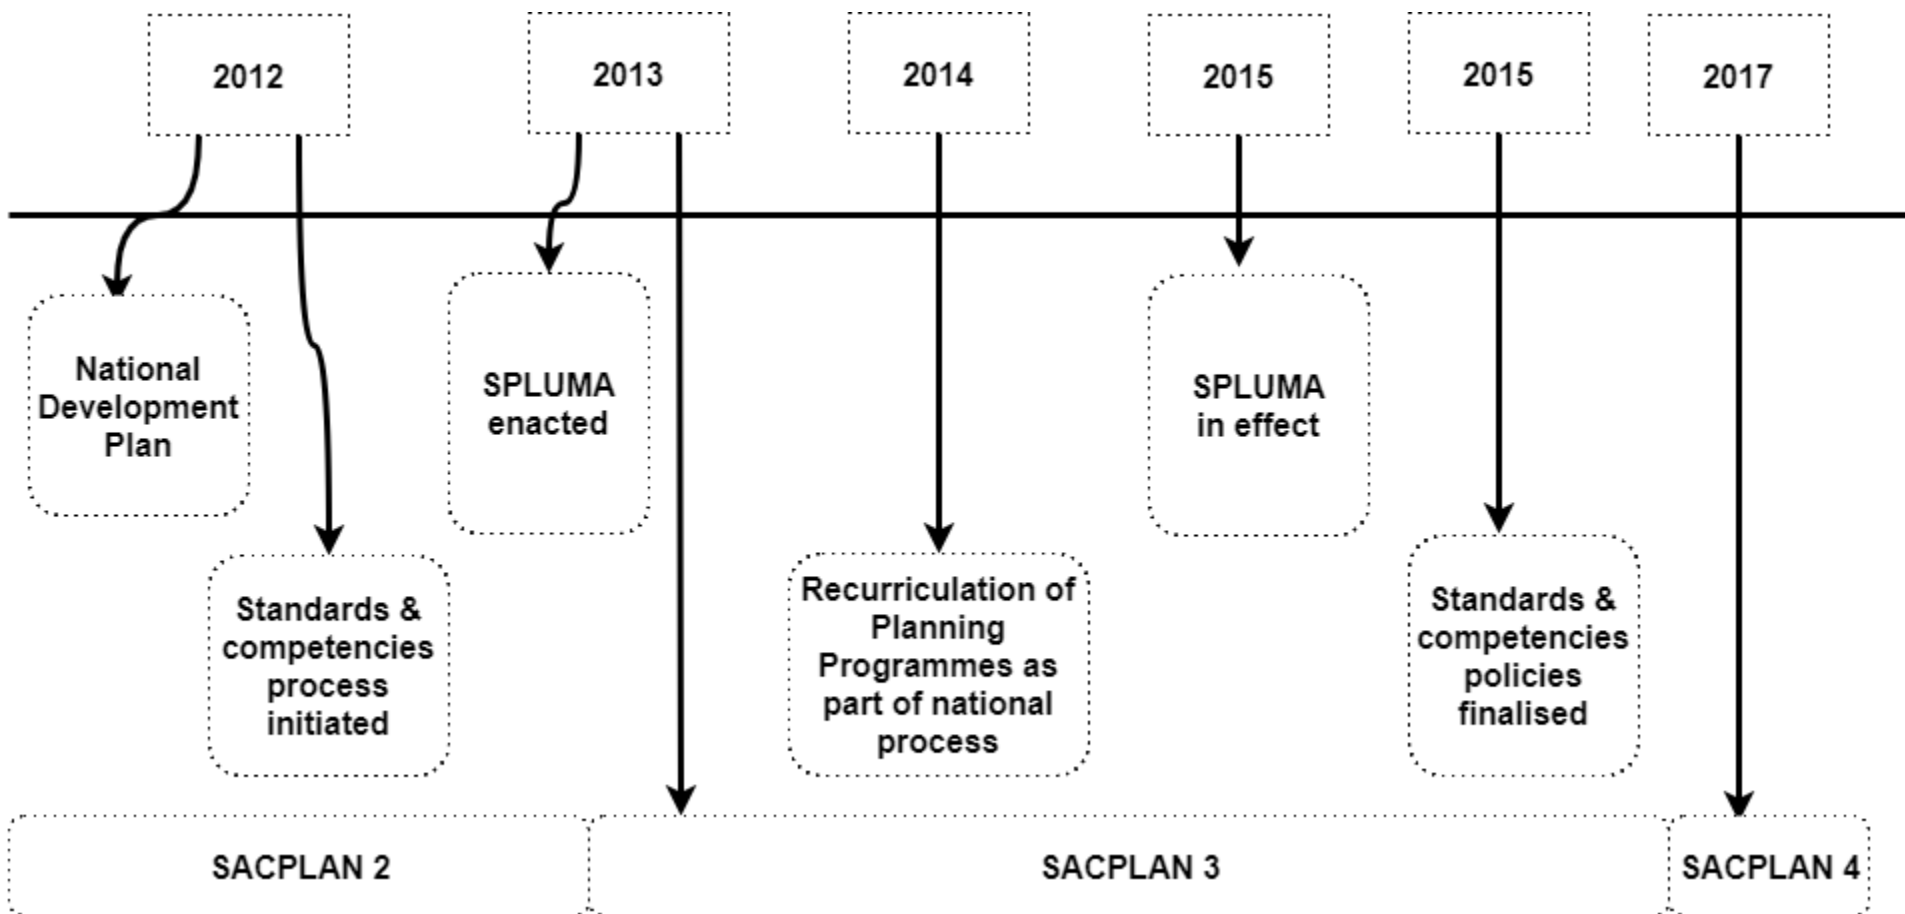 2012
2013
2014
2015
2015
2017
National
Development
Plan
SPLUMA
enacted
SPLUMA
in effect
Standards &
competencies
process
initiated
Recurriculation of
Planning
Programmes as
part of national
process
Standards &
competencies
policies
finalised
SACPLAN 2
SACPLAN 3
SACPLAN 4